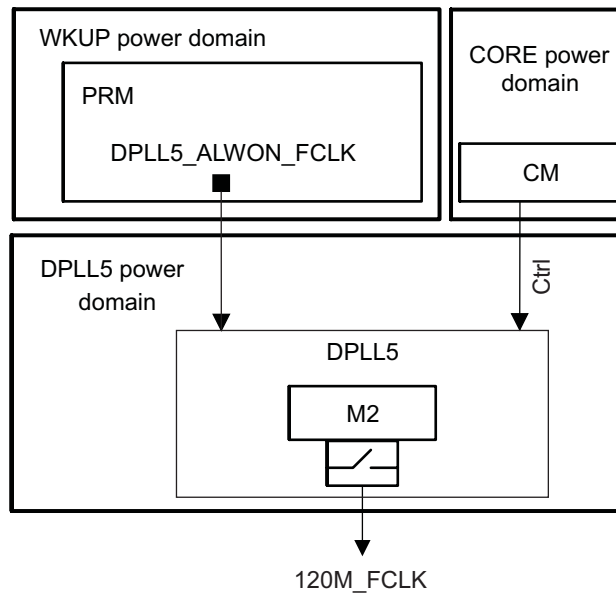 WKUP power domain
PRM
DPLL5_ALWON_FCLK
CORE power
domain
CM
DPLL5 power
domain
Ctrl
DPLL5
M2
120M_FCLK